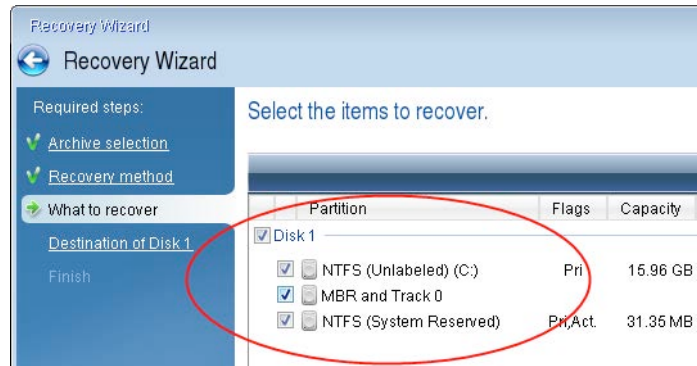 Recovery Wizard
Recovery Wizard
Required steps:
Archive selection
Recovery method
What to recover
Destination of Disk 1
Finish
Select the items to recover.
Partition Flags Capacity
Disk 1
NTFS (Unlabeled) (C:) Pri 15.96 GB
MBR and Track 0
NTFS (System Reserved) Pri,Act. 31.35 MB